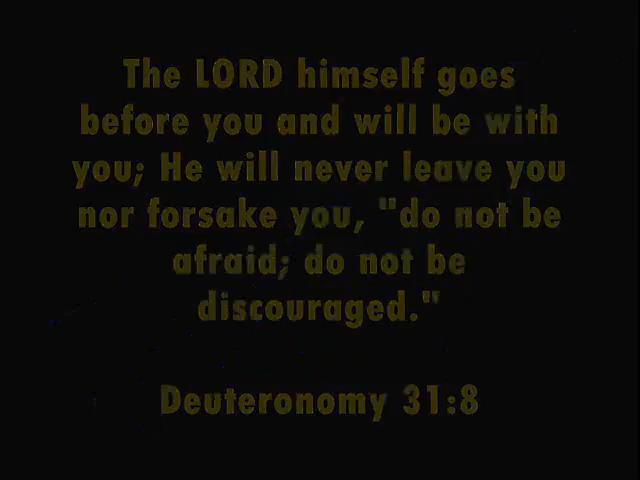 The LORD himself goes
before you and will be with
you; He will never leave you
nor forsake you, "do not be
afraid; do not be
discouraged."
Deuteronomy 31:8